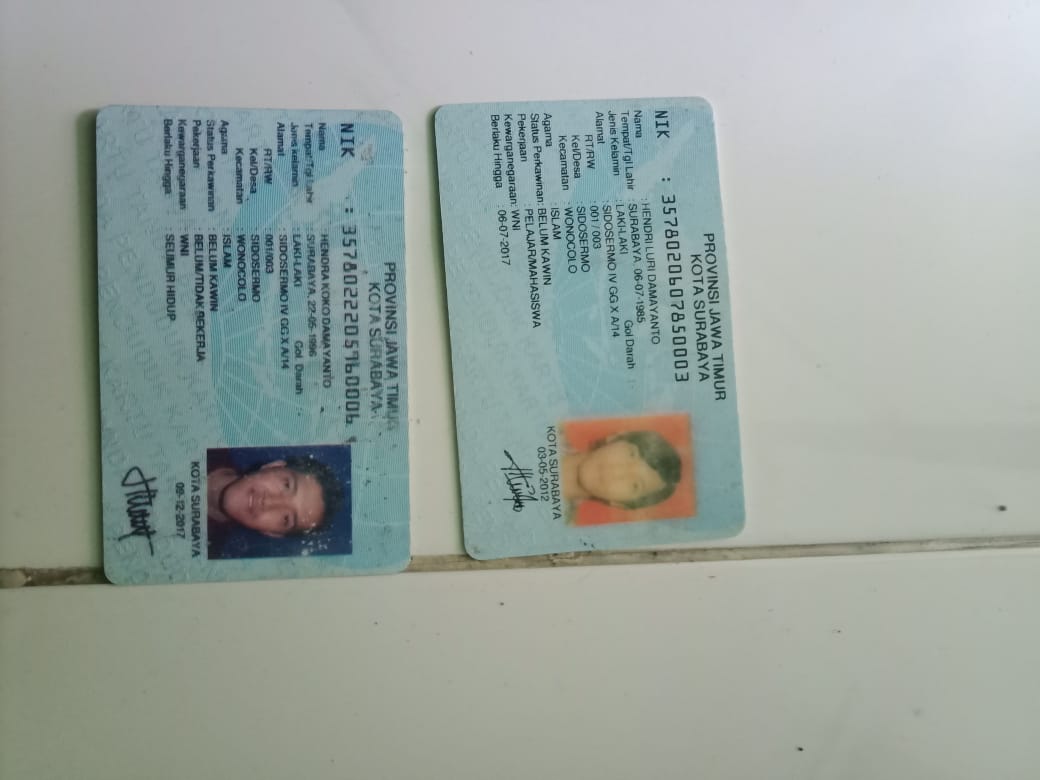 PROVINSI JAWA TIMUR
KOTA SURABAYA
NIK : 3578020607850003
Nama : HENDRI LURI DAMAYANTO
Tempat/Tgl Lahir : SURABAYA, 06-07-1985
Jenis Kelamin : LAKI-LAKI Gol Darah :
Alamat : SIDOSERMO IV GG X A/14
RT/RW : 001 / 003
Kel/Desa : SIDOSERMO
Kecamatan : WONOCOLO
Agama : ISLAM
Status Perkawinan: BELUM KAWIN
Pekerjaan : PELAJAR/MAHASISWA
Kewarganegaraan: WNI
Berlaku Hingga : 06-07-2017
KOTA SURABAYA
03-05-2012
PROVINSI JAWA TIMUR
KOTA SURABAYA
NIK : 3578022205960006
Nama : HENDRA KOKO DAMAYANTO
Tempat/Tgl Lahir : SURABAYA, 22-05-1996
Jenis kelamin : LAKI-LAKI Gol. Darah :
Alamat : SIDOSERMO IV GG X A/14
RT/RW : 001/003
Kel/Desa : SIDOSERMO
Kecamatan : WONOCOLO
Agama : ISLAM
Status Perkawinan : BELUM KAWIN
Pekerjaan : BELUM/TIDAK BEKERJA
Kewarganegaraan : WNI
Berlaku Hingga : SEUMUR HIDUP
KOTA SURABAYA
09-12-2017